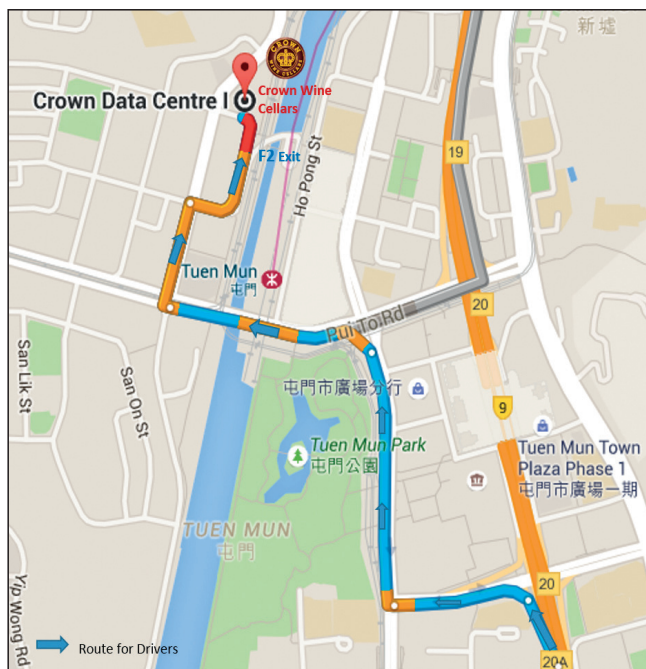 新墟
CROWN
WINE CELLARS
Crown Data Centre I
Crown Wine
Cellars
F2 Exit
Ho Pong St
19
Tuen Mun
屯門
20
Pui To Rd
San Lik St
San On St
屯門市廣場分行
9
Tuen Mun Park
屯門公園
Tuen Mun Town
Plaza Phase 1
屯門市廣場一期
TUEN MUN
屯門
Yip Wong Rd
20
Route for Drivers
20A